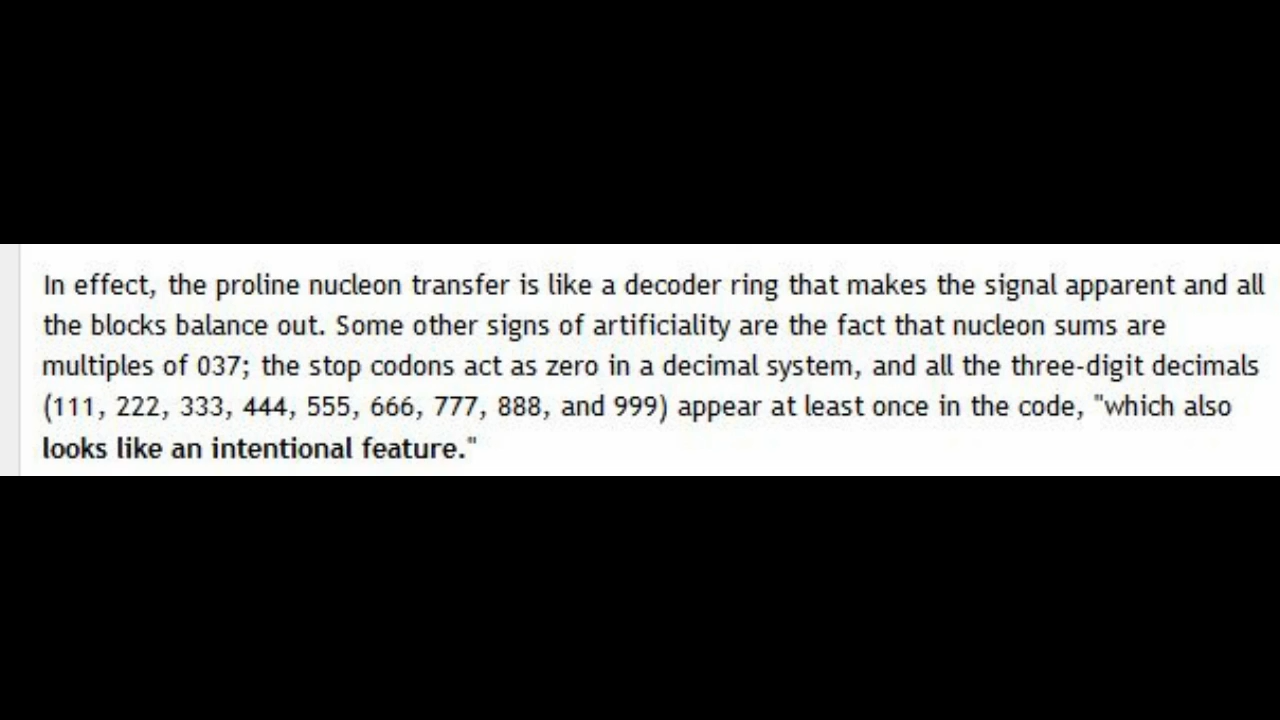 In effect, the proline nucleon transfer is like a decoder ring that makes the signal apparent and all
the blocks balance out. Some other signs of artificiality are the fact that nucleon sums are
multiples of 037; the stop codons act as zero in a decimal system, and all the three-digit decimals
(111, 222, 333, 444, 555, 666, 777, 888, and 999) appear at least once in the code, "which also
looks like an intentional feature."